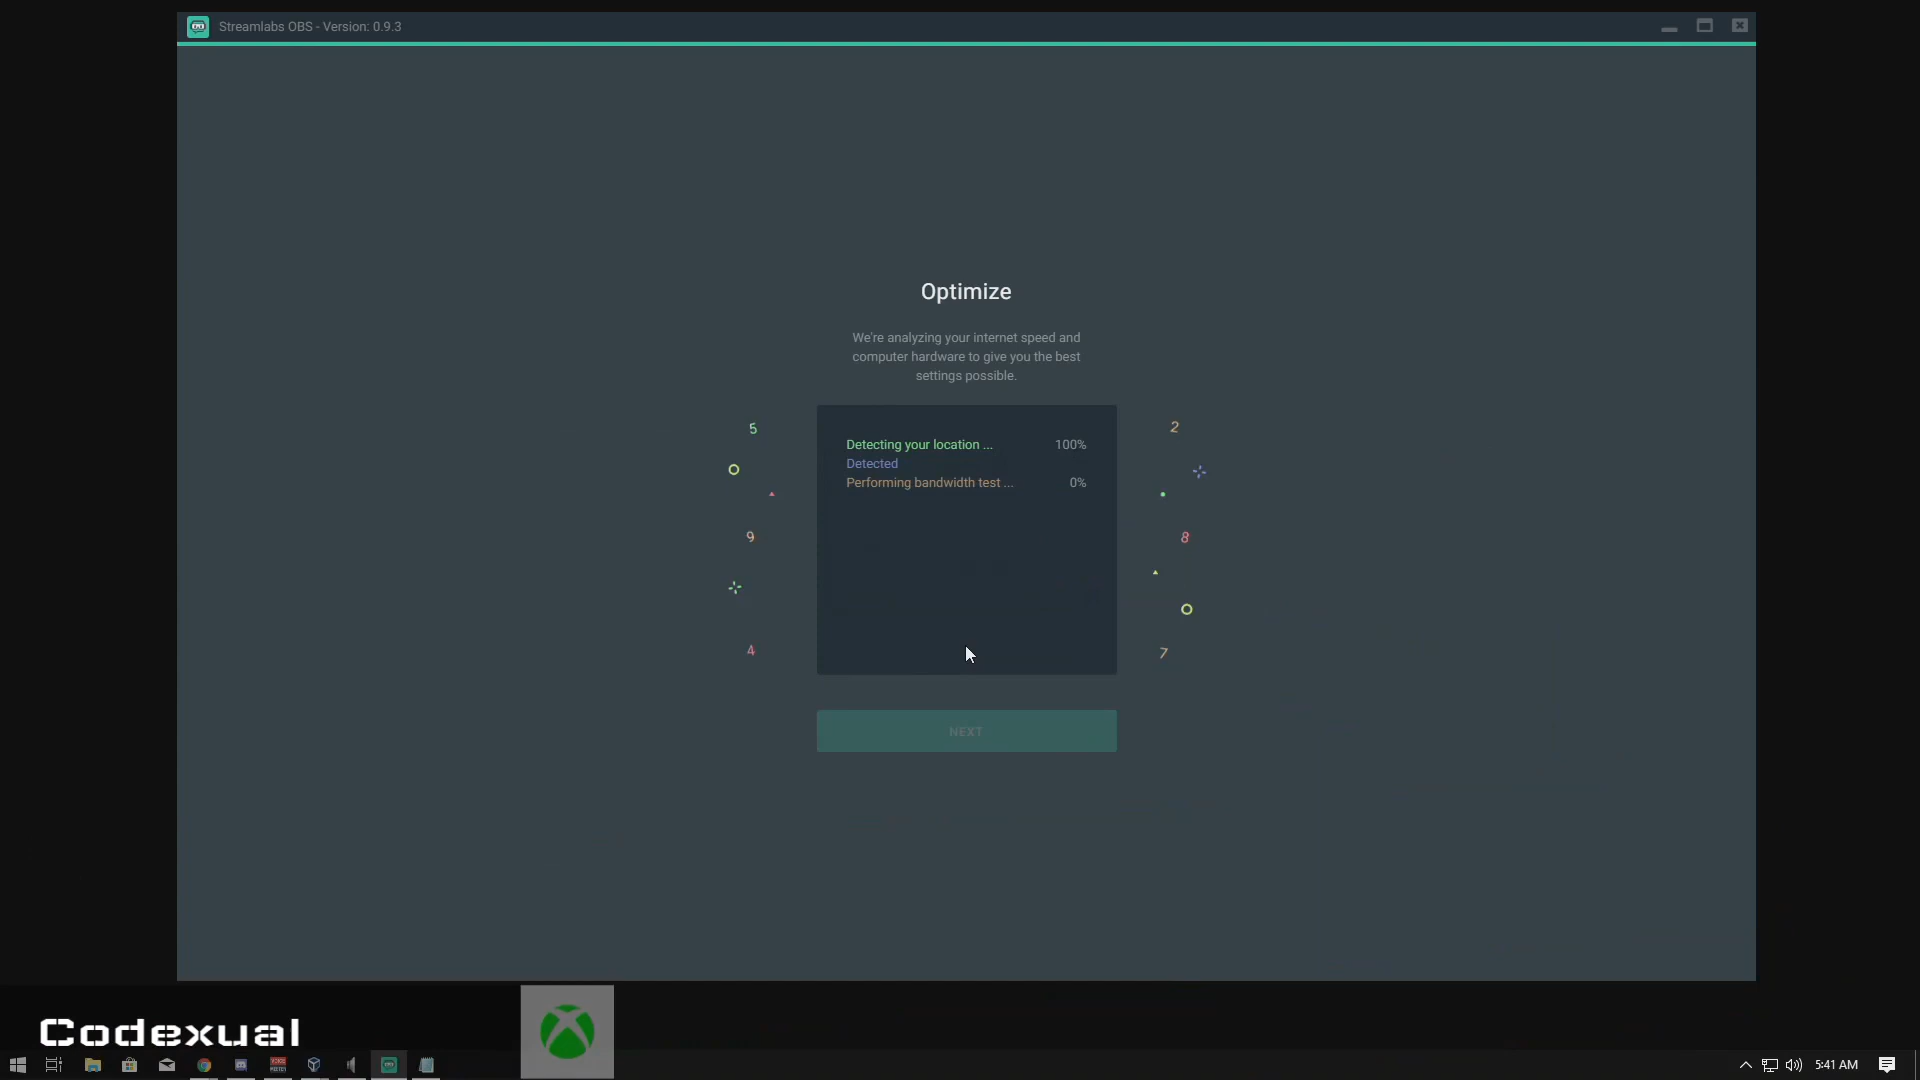 Streamlabs OBS - Version: 0.9.3
Optimize
We're analyzing your internet speed and
computer hardware to give you the best
settings possible.
5
2
Detecting your location ... 100%
Detected
Performing bandwidth test ... 0%
9
8
4
7
NEXT
Codexual
5:41 AM